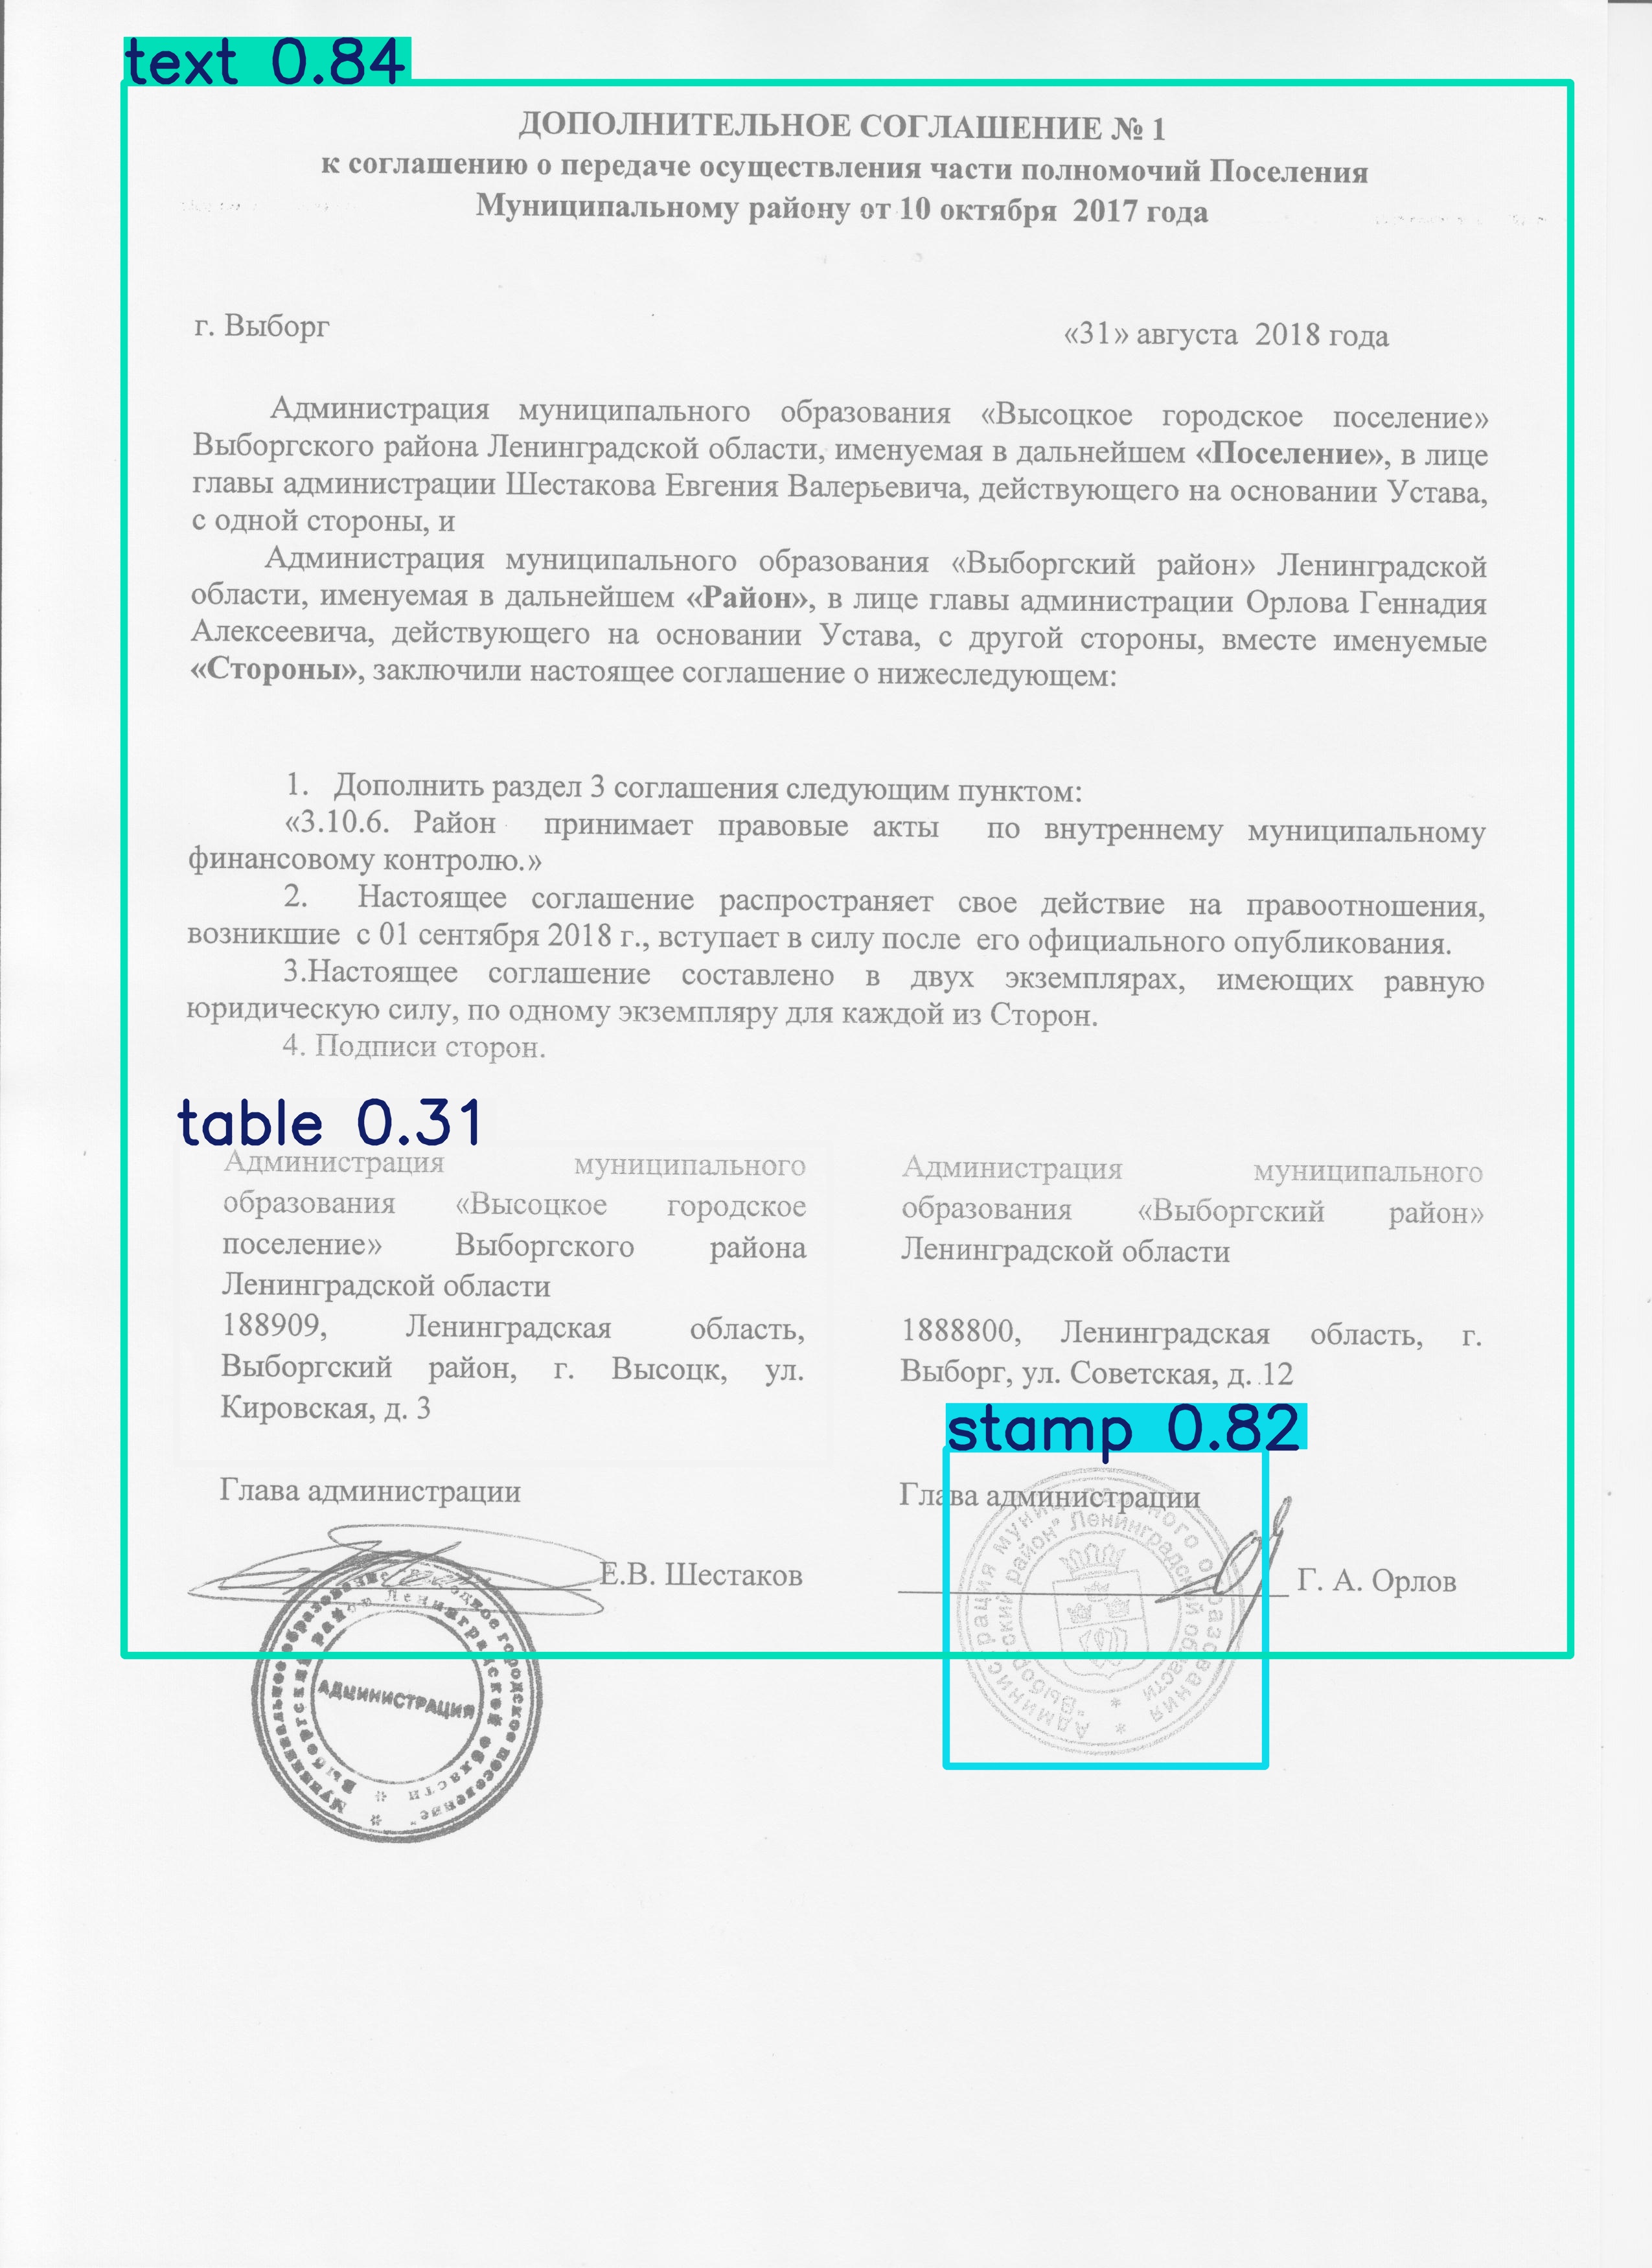 text 0.84
ДОПОЛНИТЕЛЬНОЕ СОГЛАШЕНИЕ № 1
к соглашению о передаче осуществления части полномочий Поселения
Муниципальному району от 10 октября 2017 года
г. Выборг «31» августа 2018 года
Администрация муниципального образования «Высоцкое городское поселение»
Выборгского района Ленинградской области, именуемая в дальнейшем «Поселение», в лице
главы администрации Шестакова Евгения Валерьевича, действующего на основании Устава,
с одной стороны, и
Администрация муниципального образования «Выборгский район» Ленинградской
области, именуемая в дальнейшем «Район», в лице главы администрации Орлова Геннадия
Алексеевича, действующего на основании Устава, с другой стороны, вместе именуемые
«Стороны», заключили настоящее соглашение о нижеследующем:
1. Дополнить раздел 3 соглашения следующим пунктом:
«3.10.6. Район принимает правовые акты по внутреннему муниципальному
финансовому контролю.»
2. Настоящее соглашение распространяет свое действие на правоотношения,
возникшие с 01 сентября 2018 г., вступает в силу после его официального опубликования.
3.Настоящее соглашение составлено в двух экземплярах, имеющих равную
юридическую силу, по одному экземпляру для каждой из Сторон.
4. Подписи сторон.
table 0.31
Администрация муниципального
образования «Высоцкое городское
поселение» Выборгского района
Ленинградской области
188909, Ленинградская область,
Выборгский район, г. Высоцк, ул.
Кировская, д. 3
Глава администрации
Е.В. Шестаков
Администрация муниципального
образования «Выборгский район»
Ленинградской области
1888800, Ленинградская область, г.
Выборг, ул. Советская, д. 12
stamp 0.82
Глава администрации
Г. А. Орлов
Муниципальное образование "Высоцкое городское поселение"
* Выборгский район Ленинградской области *
АДМИНИСТРАЦИЯ
* Администрация муниципального образования
* "Выборгский район" Ленинградской области